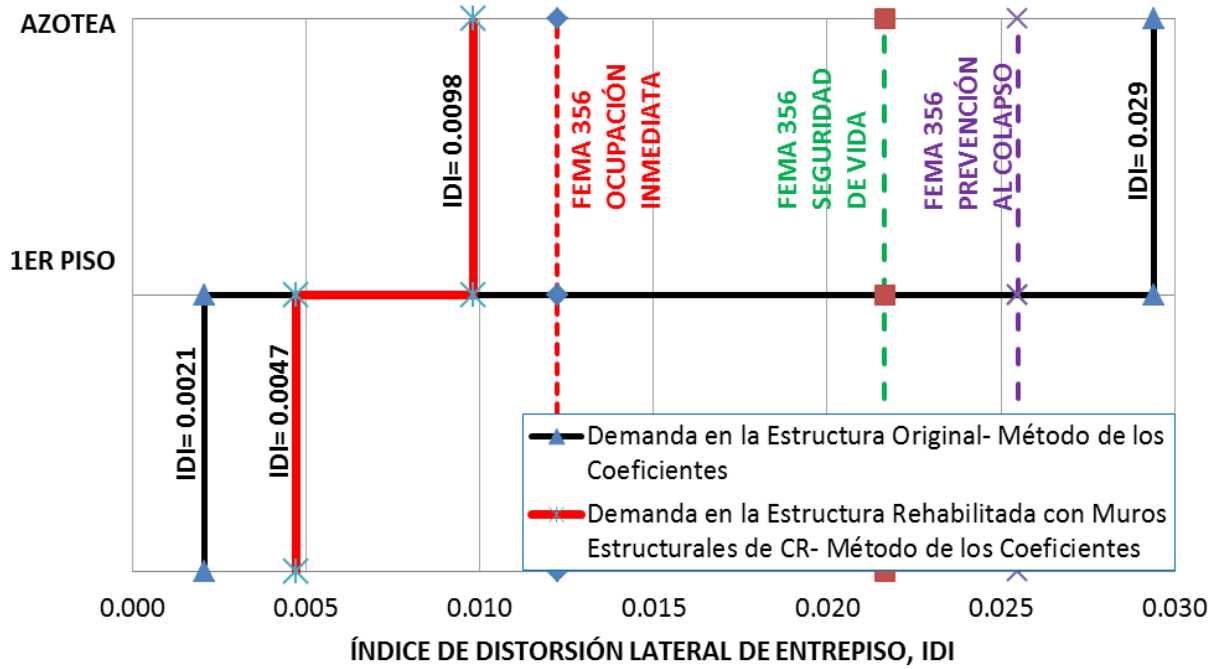 AZOTEA
1ER PISO
IDI= 0.0021
IDI= 0.0047
IDI= 0.0098
FEMA 356
OCUPACIÓN
INMEDIATA
FEMA 356
SEGURIDAD
DE VIDA
FEMA 356
PREVENCIÓN
AL COLAPSO
IDI= 0.029
Demanda en la Estructura Original- Método de los
Coeficientes
Demanda en la Estructura Rehabilitada con Muros
Estructurales de CR- Método de los Coeficientes
0.000 0.005 0.010 0.015 0.020 0.025 0.030
ÍNDICE DE DISTORSIÓN LATERAL DE ENTREPISO, IDI